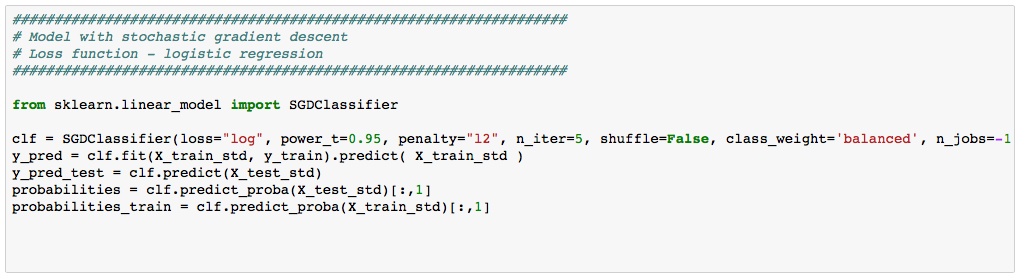 ##################################################################
# Model with stochastic gradient descent
# Loss function - logistic regression
##################################################################
from sklearn.linear_model import SGDClassifier
clf = SGDClassifier(loss="log", power_t=0.95, penalty="l2", n_iter=5, shuffle=False, class_weight='balanced', n_jobs=-1
y_pred = clf.fit(X_train_std, y_train).predict( X_train_std )
y_pred_test = clf.predict(X_test_std)
probabilities = clf.predict_proba(X_test_std)[:,1]
probabilities_train = clf.predict_proba(X_train_std)[:,1]